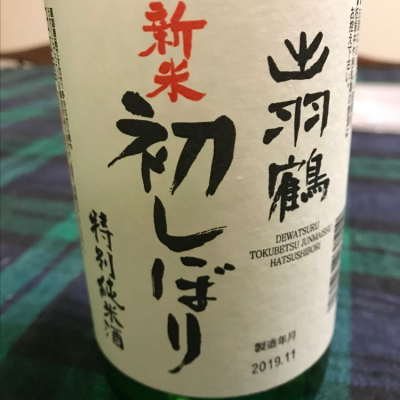 出羽鶴
DEWATSURU
TOKUBETSU JUNMAISHU
HATSUSHIBORI
製造年月
2019.11
新米
初しぼり
特別純米酒